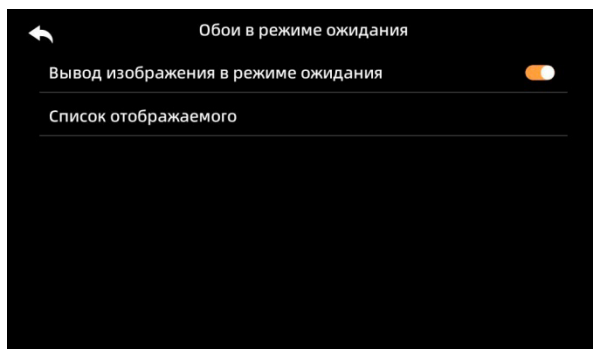 Обои в режиме ожидания
Вывод изображения в режиме ожидания
Список отображаемого